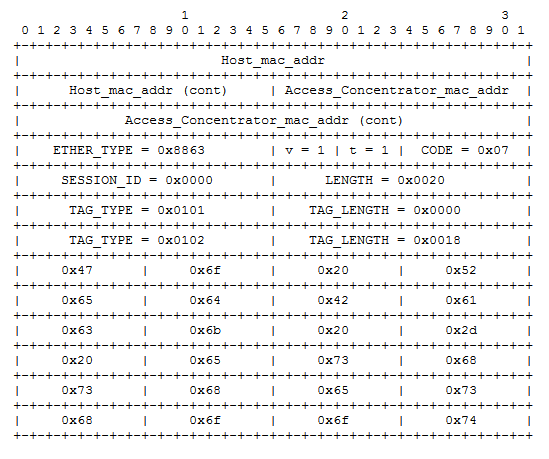 1                   2                   3
0 1 2 3 4 5 6 7 8 9 0 1 2 3 4 5 6 7 8 9 0 1 2 3 4 5 6 7 8 9 0 1
+-+-+-+-+-+-+-+-+-+-+-+-+-+-+-+-+-+-+-+-+-+-+-+-+-+-+-+-+-+-+-+-+
| Host_mac_addr |
+-+-+-+-+-+-+-+-+-+-+-+-+-+-+-+-+-+-+-+-+-+-+-+-+-+-+-+-+-+-+-+-+
| Host_mac_addr (cont) | Access_Concentrator_mac_addr |
+-+-+-+-+-+-+-+-+-+-+-+-+-+-+-+-+-+-+-+-+-+-+-+-+-+-+-+-+-+-+-+-+
| Access_Concentrator_mac_addr (cont) |
+-+-+-+-+-+-+-+-+-+-+-+-+-+-+-+-+-+-+-+-+-+-+-+-+-+-+-+-+-+-+-+-+
| ETHER_TYPE = 0x8863 | v = 1 | t = 1 | CODE = 0x07 |
+-+-+-+-+-+-+-+-+-+-+-+-+-+-+-+-+-+-+-+-+-+-+-+-+-+-+-+-+-+-+-+-+
| SESSION_ID = 0x0000 | LENGTH = 0x0020 |
+-+-+-+-+-+-+-+-+-+-+-+-+-+-+-+-+-+-+-+-+-+-+-+-+-+-+-+-+-+-+-+-+
| TAG_TYPE = 0x0101 | TAG_LENGTH = 0x0000 |
+-+-+-+-+-+-+-+-+-+-+-+-+-+-+-+-+-+-+-+-+-+-+-+-+-+-+-+-+-+-+-+-+
| TAG_TYPE = 0x0102 | TAG_LENGTH = 0x0018 |
+-+-+-+-+-+-+-+-+-+-+-+-+-+-+-+-+-+-+-+-+-+-+-+-+-+-+-+-+-+-+-+-+
| 0x47 | 0x6f | 0x20 | 0x52 |
+-+-+-+-+-+-+-+-+-+-+-+-+-+-+-+-+-+-+-+-+-+-+-+-+-+-+-+-+-+-+-+-+
| 0x65 | 0x64 | 0x42 | 0x61 |
+-+-+-+-+-+-+-+-+-+-+-+-+-+-+-+-+-+-+-+-+-+-+-+-+-+-+-+-+-+-+-+-+
| 0x63 | 0x6b | 0x20 | 0x2d |
+-+-+-+-+-+-+-+-+-+-+-+-+-+-+-+-+-+-+-+-+-+-+-+-+-+-+-+-+-+-+-+-+
| 0x20 | 0x65 | 0x73 | 0x68 |
+-+-+-+-+-+-+-+-+-+-+-+-+-+-+-+-+-+-+-+-+-+-+-+-+-+-+-+-+-+-+-+-+
| 0x73 | 0x68 | 0x65 | 0x73 |
+-+-+-+-+-+-+-+-+-+-+-+-+-+-+-+-+-+-+-+-+-+-+-+-+-+-+-+-+-+-+-+-+
| 0x68 | 0x6f | 0x6f | 0x74 |
+-+-+-+-+-+-+-+-+-+-+-+-+-+-+-+-+-+-+-+-+-+-+-+-+-+-+-+-+-+-+-+-+